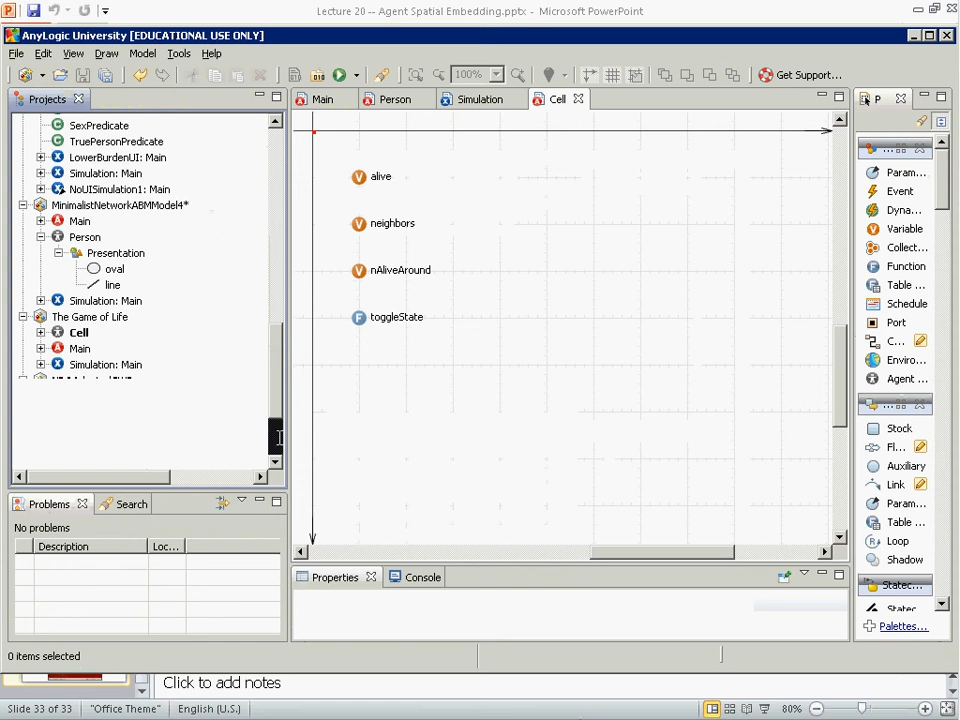 Lecture 20 -- Agent Spatial Embedding.pptx - Microsoft PowerPoint
AnyLogic University [EDUCATIONAL USE ONLY]
File Edit View Draw Model Tools Help
100%
Get Support...
Projects
Main
Person
Simulation
Cell
P
SexPredicate
TruePersonPredicate
LowerBurdenUI: Main
Simulation: Main
NoUISimulation1: Main
MinimalistNetworkABMModel4*
Main
Person
Presentation
oval
line
Simulation: Main
The Game of Life
Cell
Main
Simulation: Main
alive
neighbors
nAliveAround
toggleState
...
Param...
Event
Dyna...
Variable
Collect...
Function
Table ...
Schedule
Port
C...
Enviro...
Agent ...
...
Stock
Fl...
Auxiliary
Link
Param...
Table ...
Loop
Shadow
Statec...
Statec
Palettes...
Problems
Search
No problems
Description Loc...
Properties
Console
0 items selected
Click to add notes
Slide 33 of 33 "Office Theme" English (U.S.) 80%